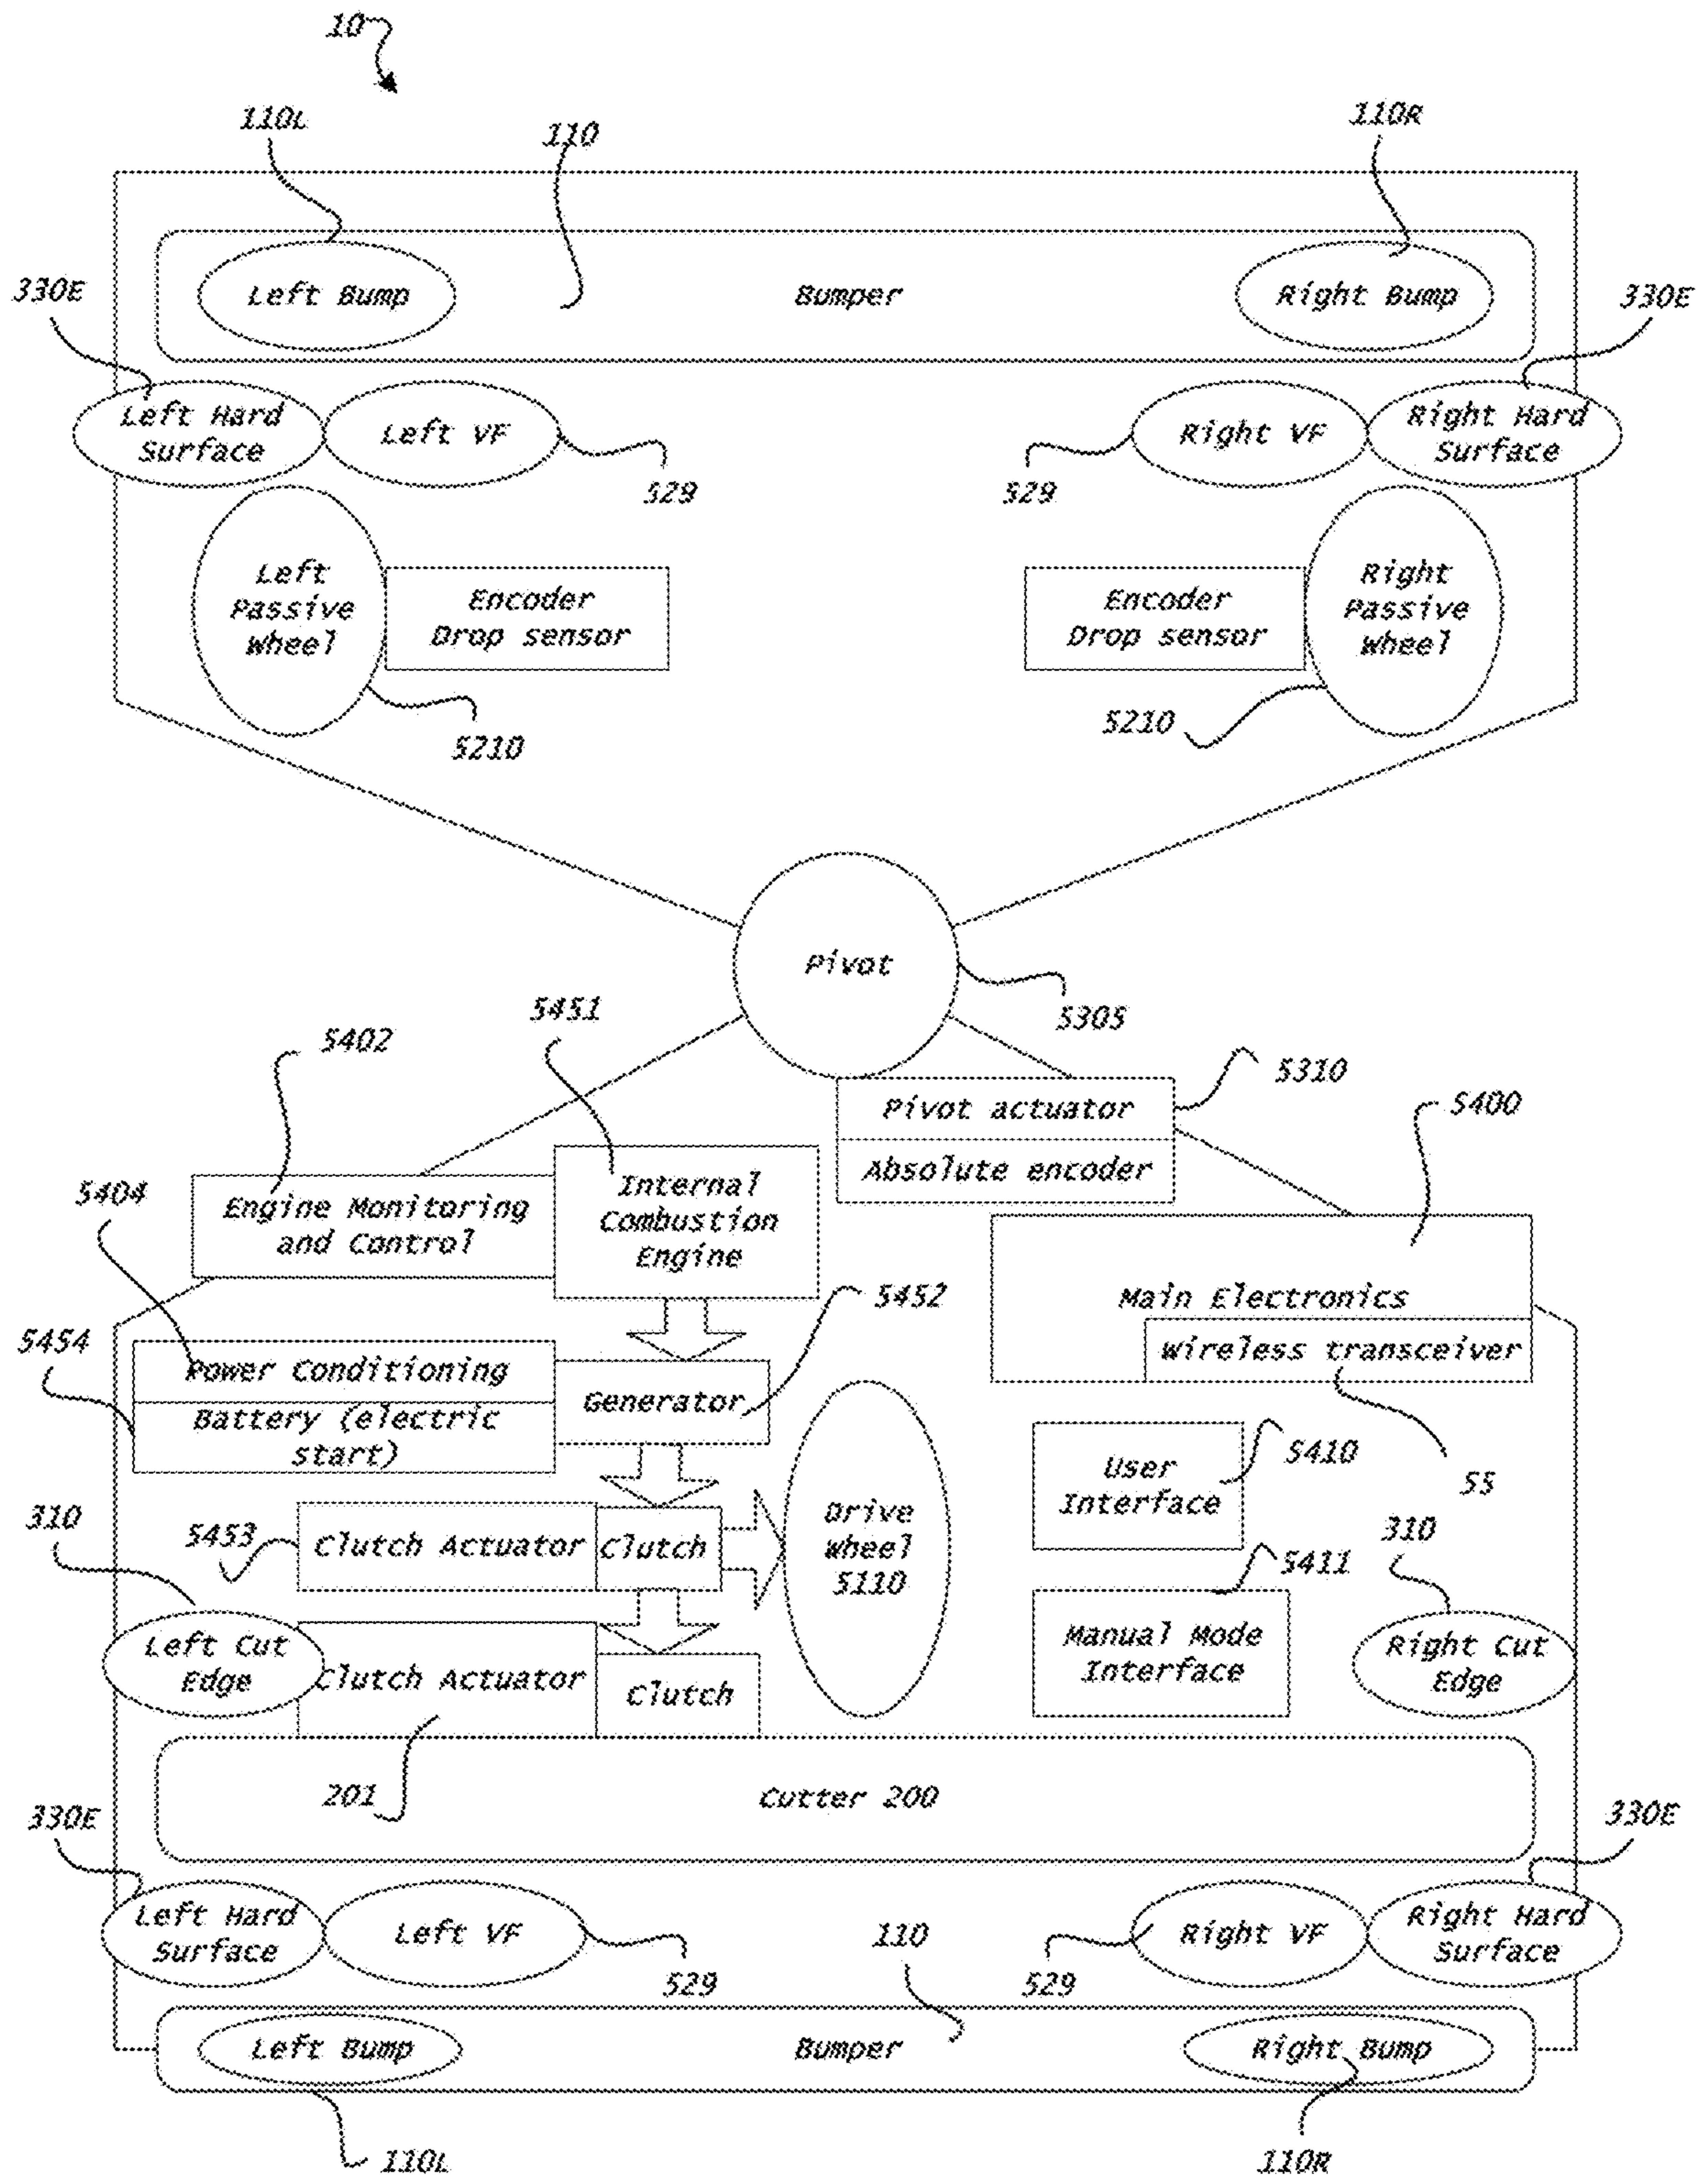 10
110L
110
110R
330E
Left Bump
Bumper
Right Bump
330E
Left Hard
Surface
Left VF
Right VF
Right Hard
Surface
529
529
Left
Passive
Wheel
Encoder
Drop sensor
Encoder
Drop sensor
Right
Passive
Wheel
5210
5210
Pivot
5305
5451
5402
5310
5400
Pivot actuator
Absolute encoder
5404
Engine Monitoring
and Control
Internal
Combustion
Engine
5452
Main Electronics
Wireless transceiver
5454
Power Conditioning
Battery (electric
start)
Generator
User
Interface
5410
55
310
5453
Clutch Actuator
Clutch
Drive
Wheel
5110
5411
310
Left Cut
Edge
Clutch Actuator
Clutch
Manual Mode
Interface
Right Cut
Edge
201
Cutter 200
330E
330E
Left Hard
Surface
Left VF
110
Right VF
Right Hard
Surface
529
529
Left Bump
Bumper
Right Bump
110L
110R